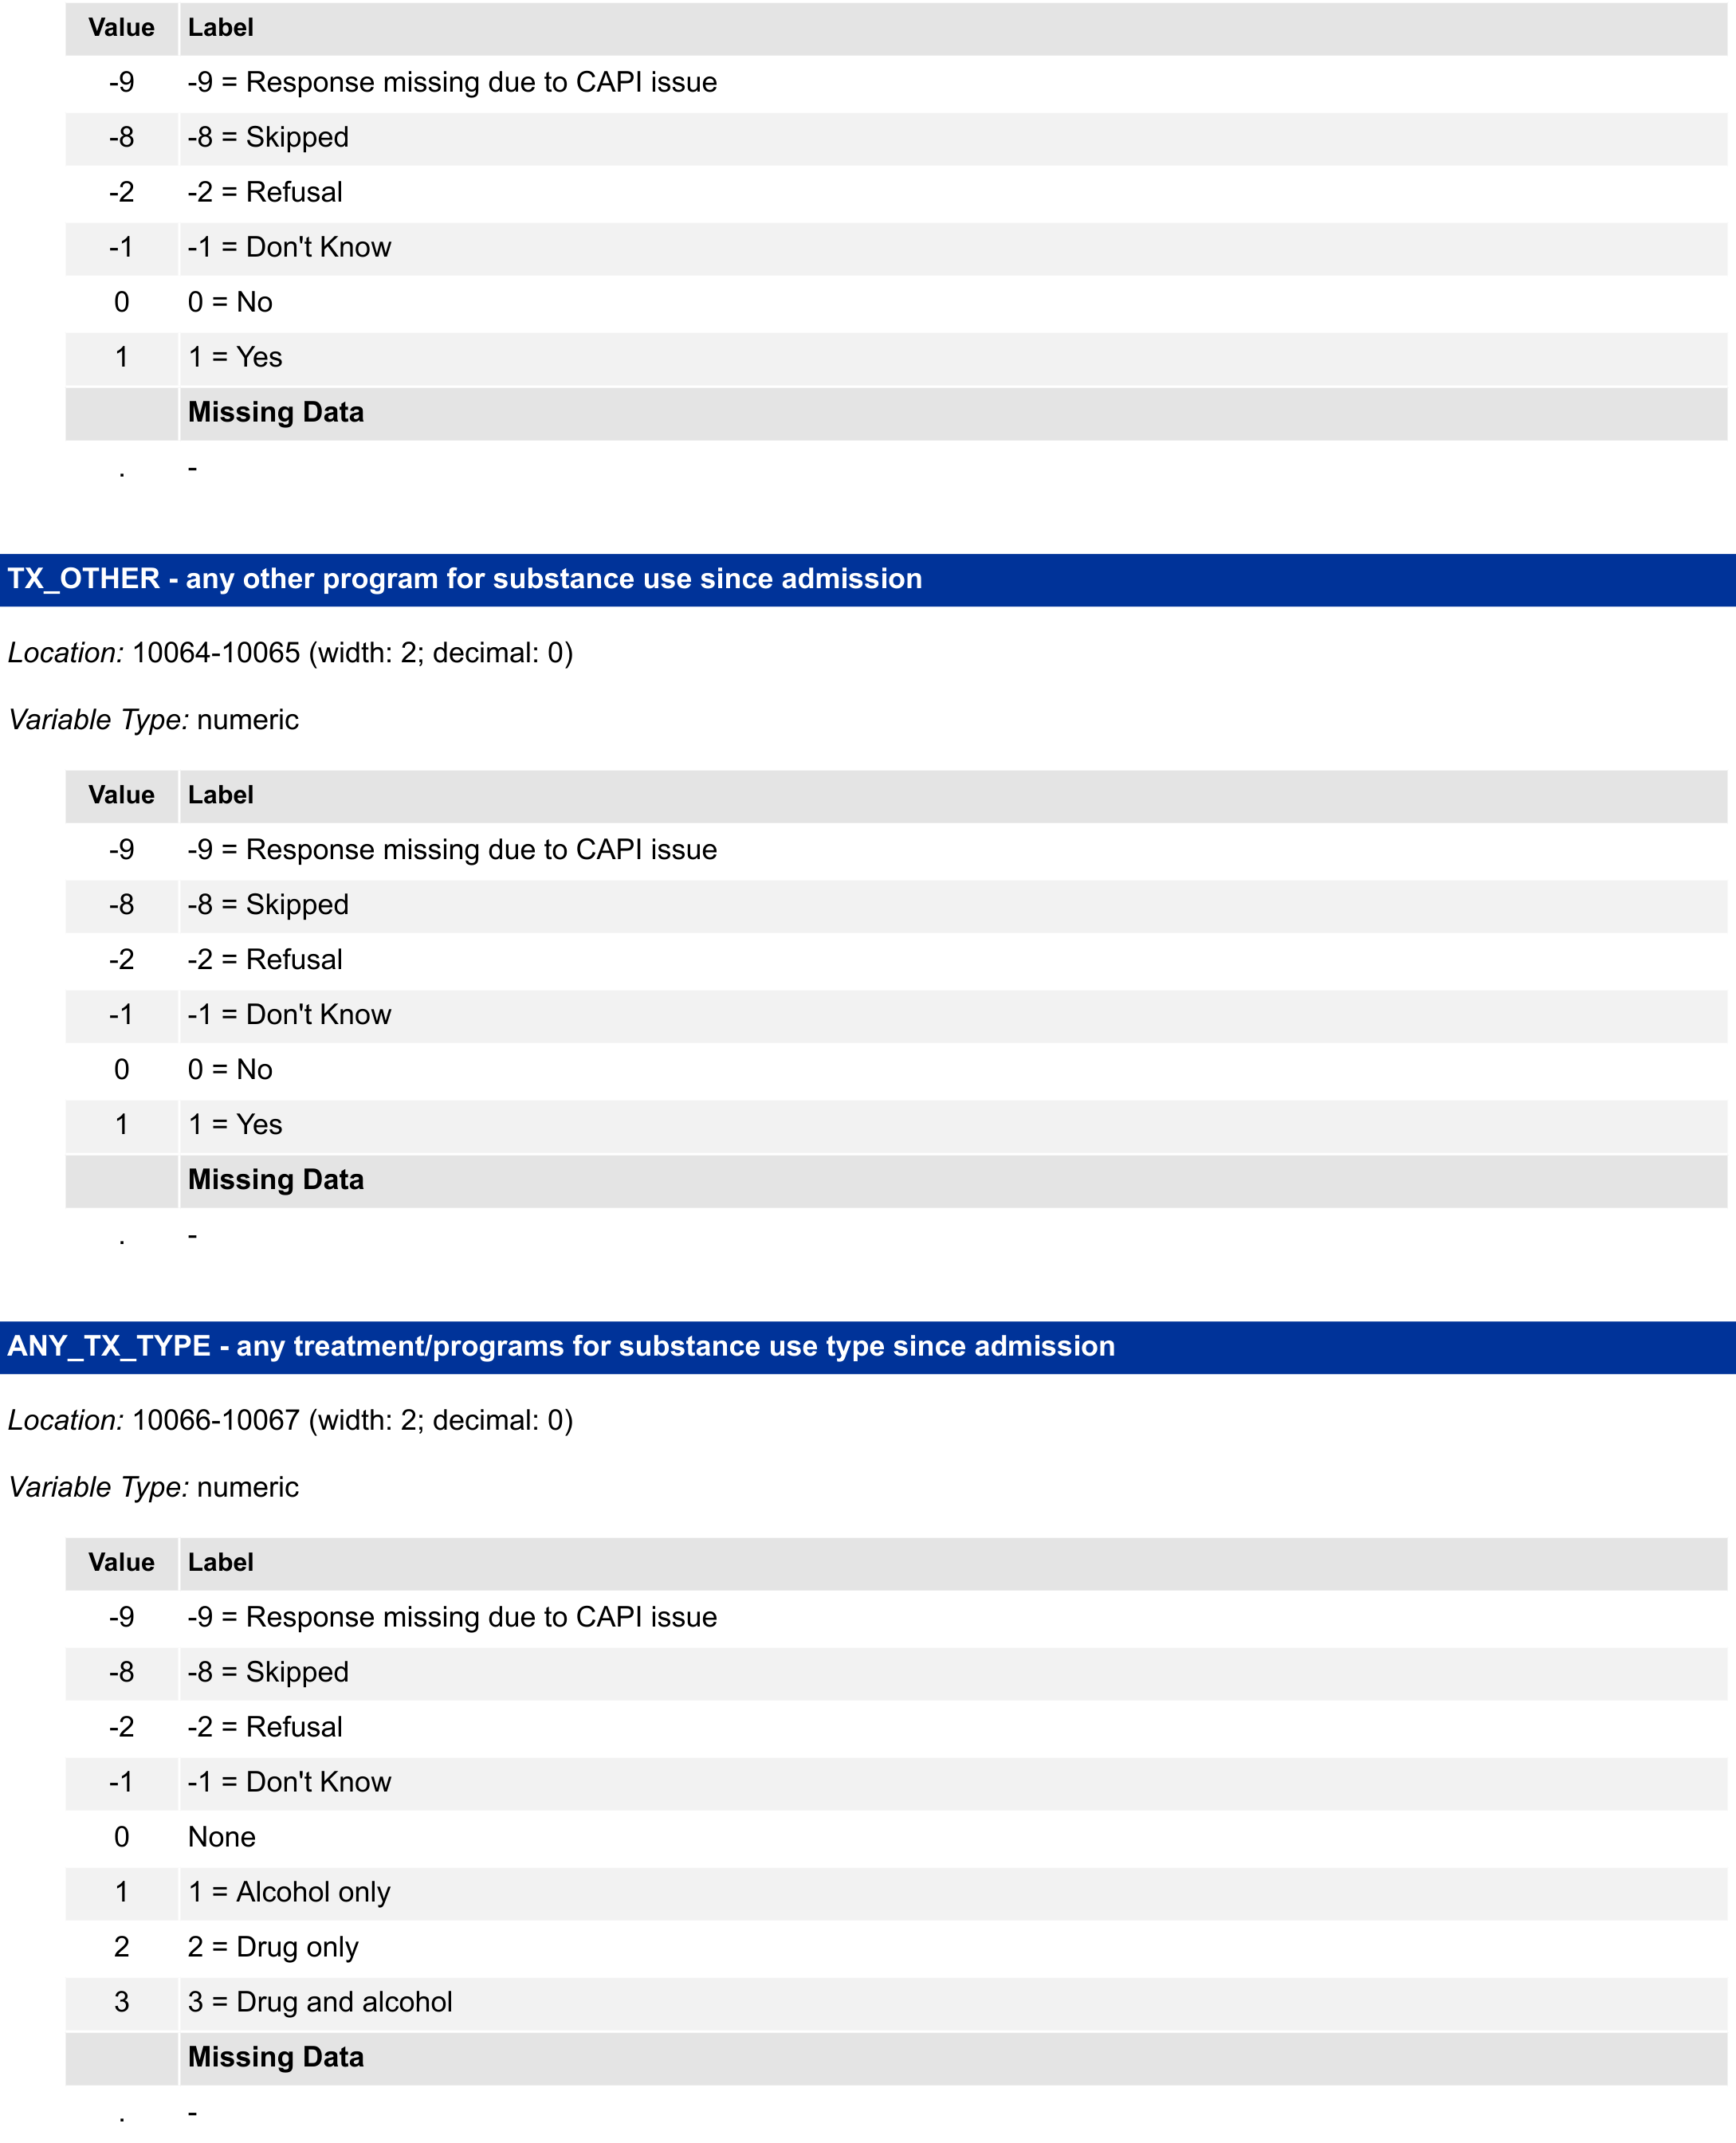 Value Label
-9 -9 = Response missing due to CAPI issue
-8 -8 = Skipped
-2 -2 = Refusal
-1 -1 = Don't Know
0 0 = No
1 1 = Yes
Missing Data
. -
TX_OTHER - any other program for substance use since admission
Location: 10064-10065 (width: 2; decimal: 0)
Variable Type: numeric
Value Label
-9 -9 = Response missing due to CAPI issue
-8 -8 = Skipped
-2 -2 = Refusal
-1 -1 = Don't Know
0 0 = No
1 1 = Yes
Missing Data
. -
ANY_TX_TYPE - any treatment/programs for substance use type since admission
Location: 10066-10067 (width: 2; decimal: 0)
Variable Type: numeric
Value Label
-9 -9 = Response missing due to CAPI issue
-8 -8 = Skipped
-2 -2 = Refusal
-1 -1 = Don't Know
0 None
1 1 = Alcohol only
2 2 = Drug only
3 3 = Drug and alcohol
Missing Data
. -